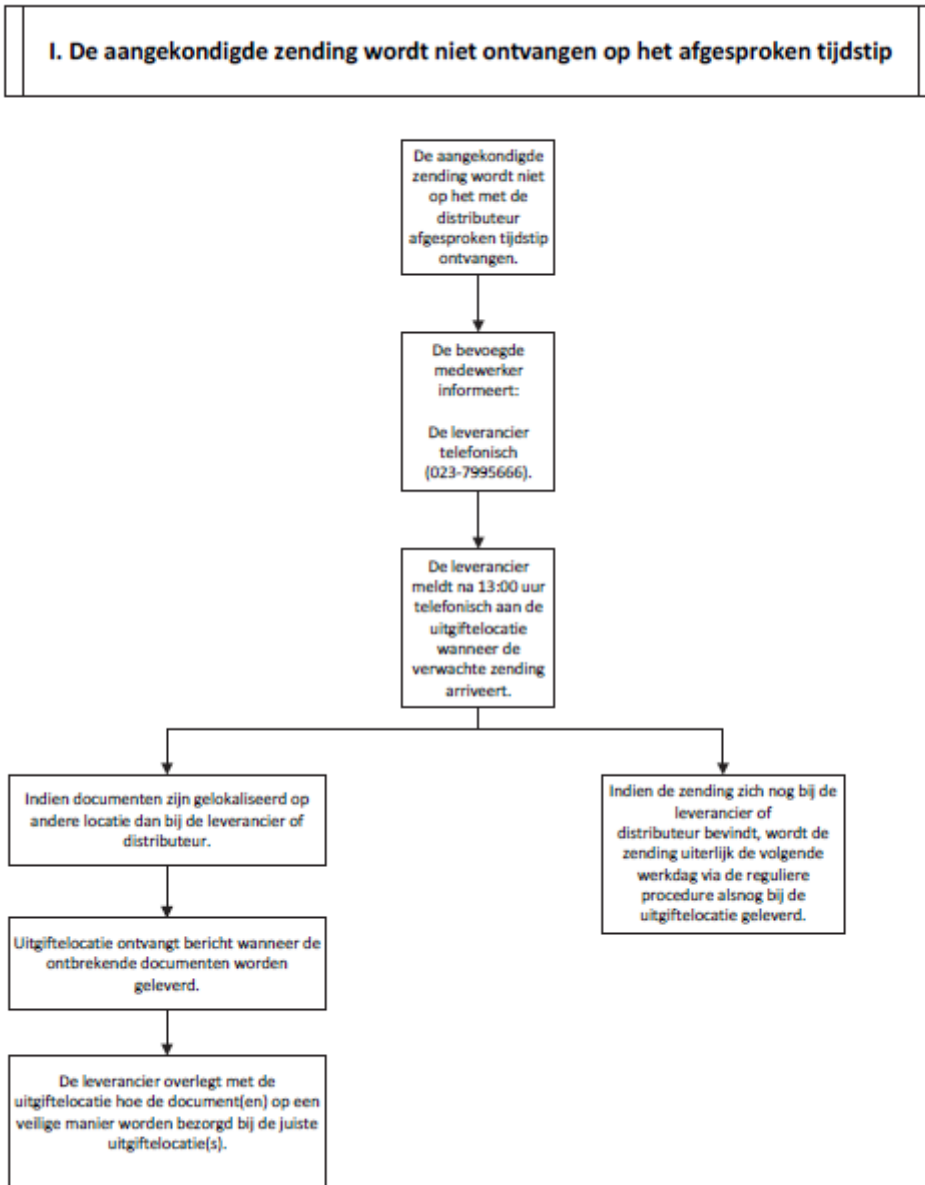 I. De aangekondigde zending wordt niet ontvangen op het afgesproken tijdstip
De aangekondigde
zending wordt niet
op het met de
distributeur
afgesproken tijdstip
ontvangen.
De bevoegde
medewerker
informeert:
De leverancier
telefonisch
(023-7995666).
De leverancier
meldt na 13:00 uur
telefonisch aan de
uitgiftelocatie
wanneer de
verwachte zending
arriveert.
Indien documenten zijn gelokaliseerd op
andere locatie dan bij de leverancier of
distributeur.
Uitgiftelocatie ontvangt bericht wanneer de
ontbrekende documenten worden
geleverd.
De leverancier overlegt met de
uitgiftelocatie hoe de document(en) op een
veilige manier worden bezorgd bij de juiste
uitgiftelocatie(s).
Indien de zending zich nog bij de
leverancier of
distributeur bevindt, wordt de
zending uiterlijk de volgende
werkdag via de reguliere
procedure alsnog bij de
uitgiftelocatie geleverd.